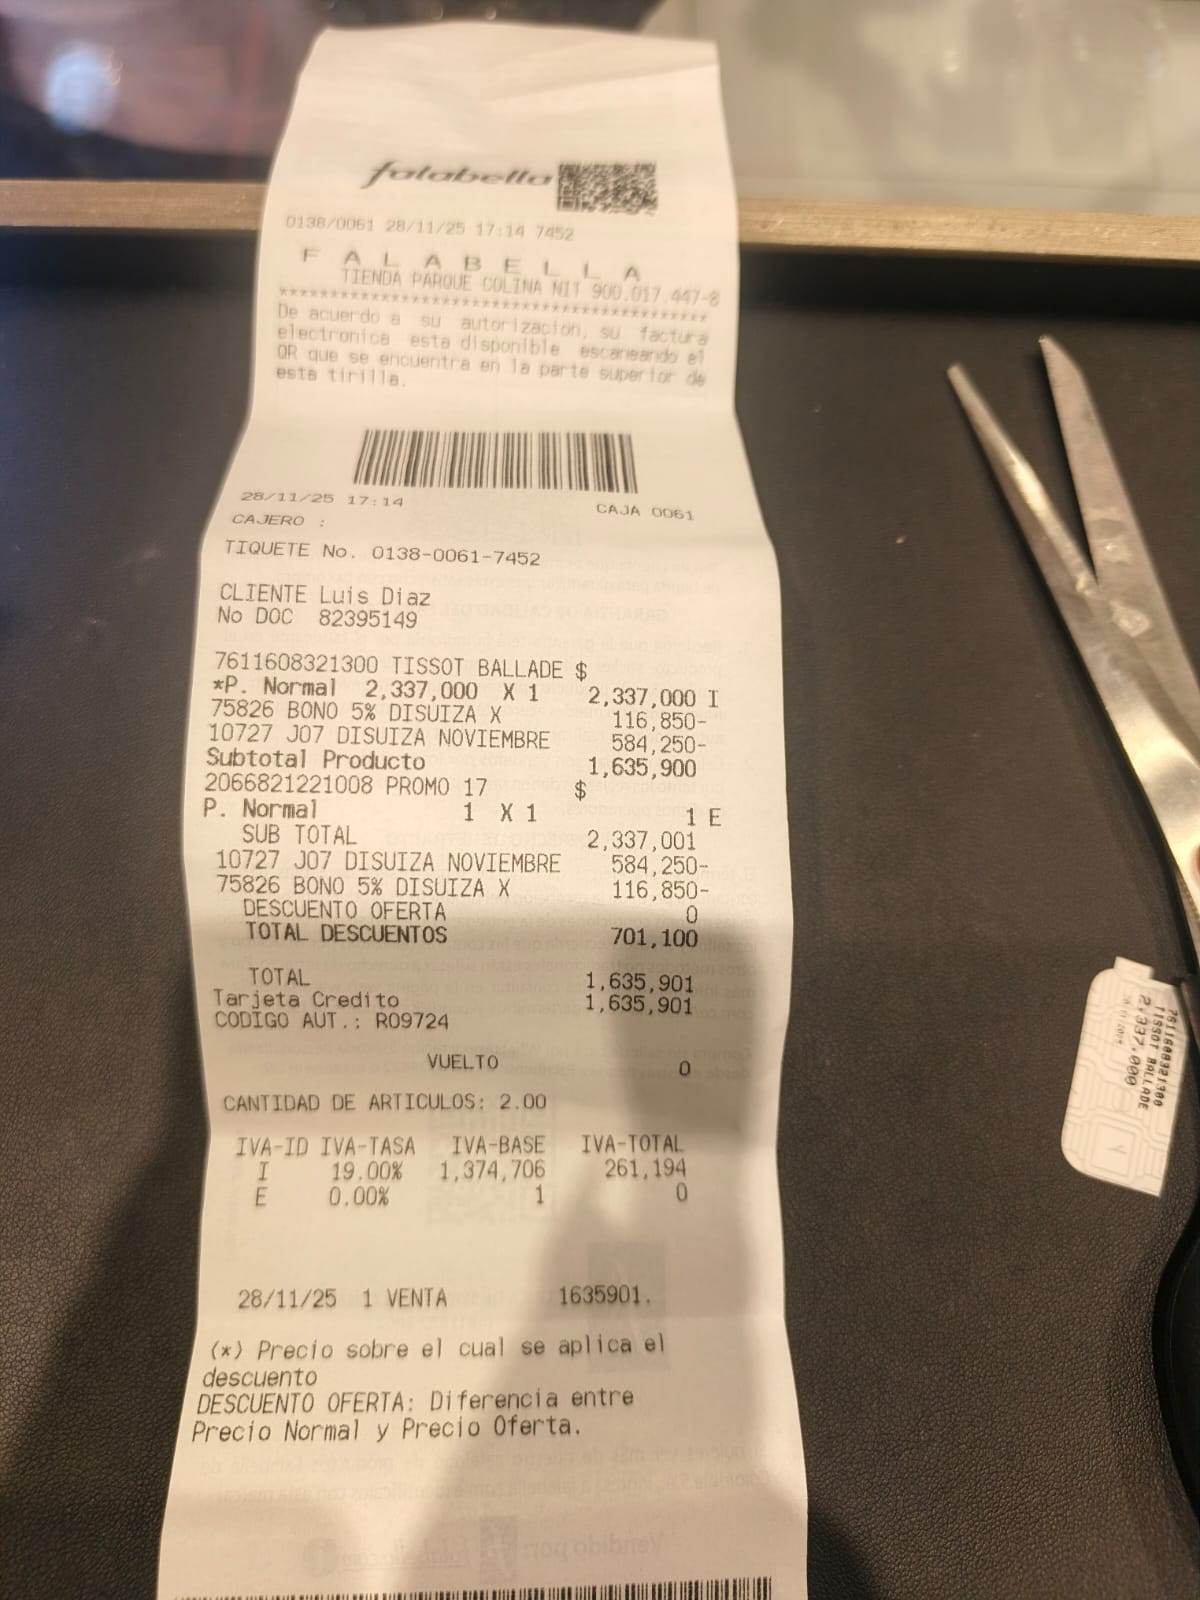 falabella
0138/0061 28/11/25 17:14 7452
F A L A B E L L A
TIENDA PARQUE COLINA NIT 900.017.447-8
****************************************
De acuerdo a su autorizacion, su factura
electronica esta disponible escaneando el
QR que se encuentra en la parte superior de
esta tirilla.
28/11/25 17:14 CAJA 0061
CAJERO :
TIQUETE No. 0138-0061-7452
CLIENTE Luis Diaz
No DOC 82395149
7611608321300 TISSOT BALLADE $
*P. Normal 2,337,000 X 1 2,337,000 I
75826 BONO 5% DISUIZA X 116,850-
10727 J07 DISUIZA NOVIEMBRE 584,250-
Subtotal Producto 1,635,900
2066821221008 PROMO 17 $
P. Normal 1 X 1 1 E
SUB TOTAL 2,337,001
10727 J07 DISUIZA NOVIEMBRE 584,250-
75826 BONO 5% DISUIZA X 116,850-
DESCUENTO OFERTA 0
TOTAL DESCUENTOS 701,100
TOTAL 1,635,901
Tarjeta Credito 1,635,901
CODIGO AUT.: R09724
VUELTO 0
CANTIDAD DE ARTICULOS: 2.00
IVA-ID IVA-TASA IVA-BASE IVA-TOTAL
I 19.00% 1,374,706 261,194
E 0.00% 1 0
28/11/25 1 VENTA 1635901.
(*) Precio sobre el cual se aplica el
descuento
DESCUENTO OFERTA: Diferencia entre
Precio Normal y Precio Oferta.
7611608321300
TISSOT BALLADE
2,337,000